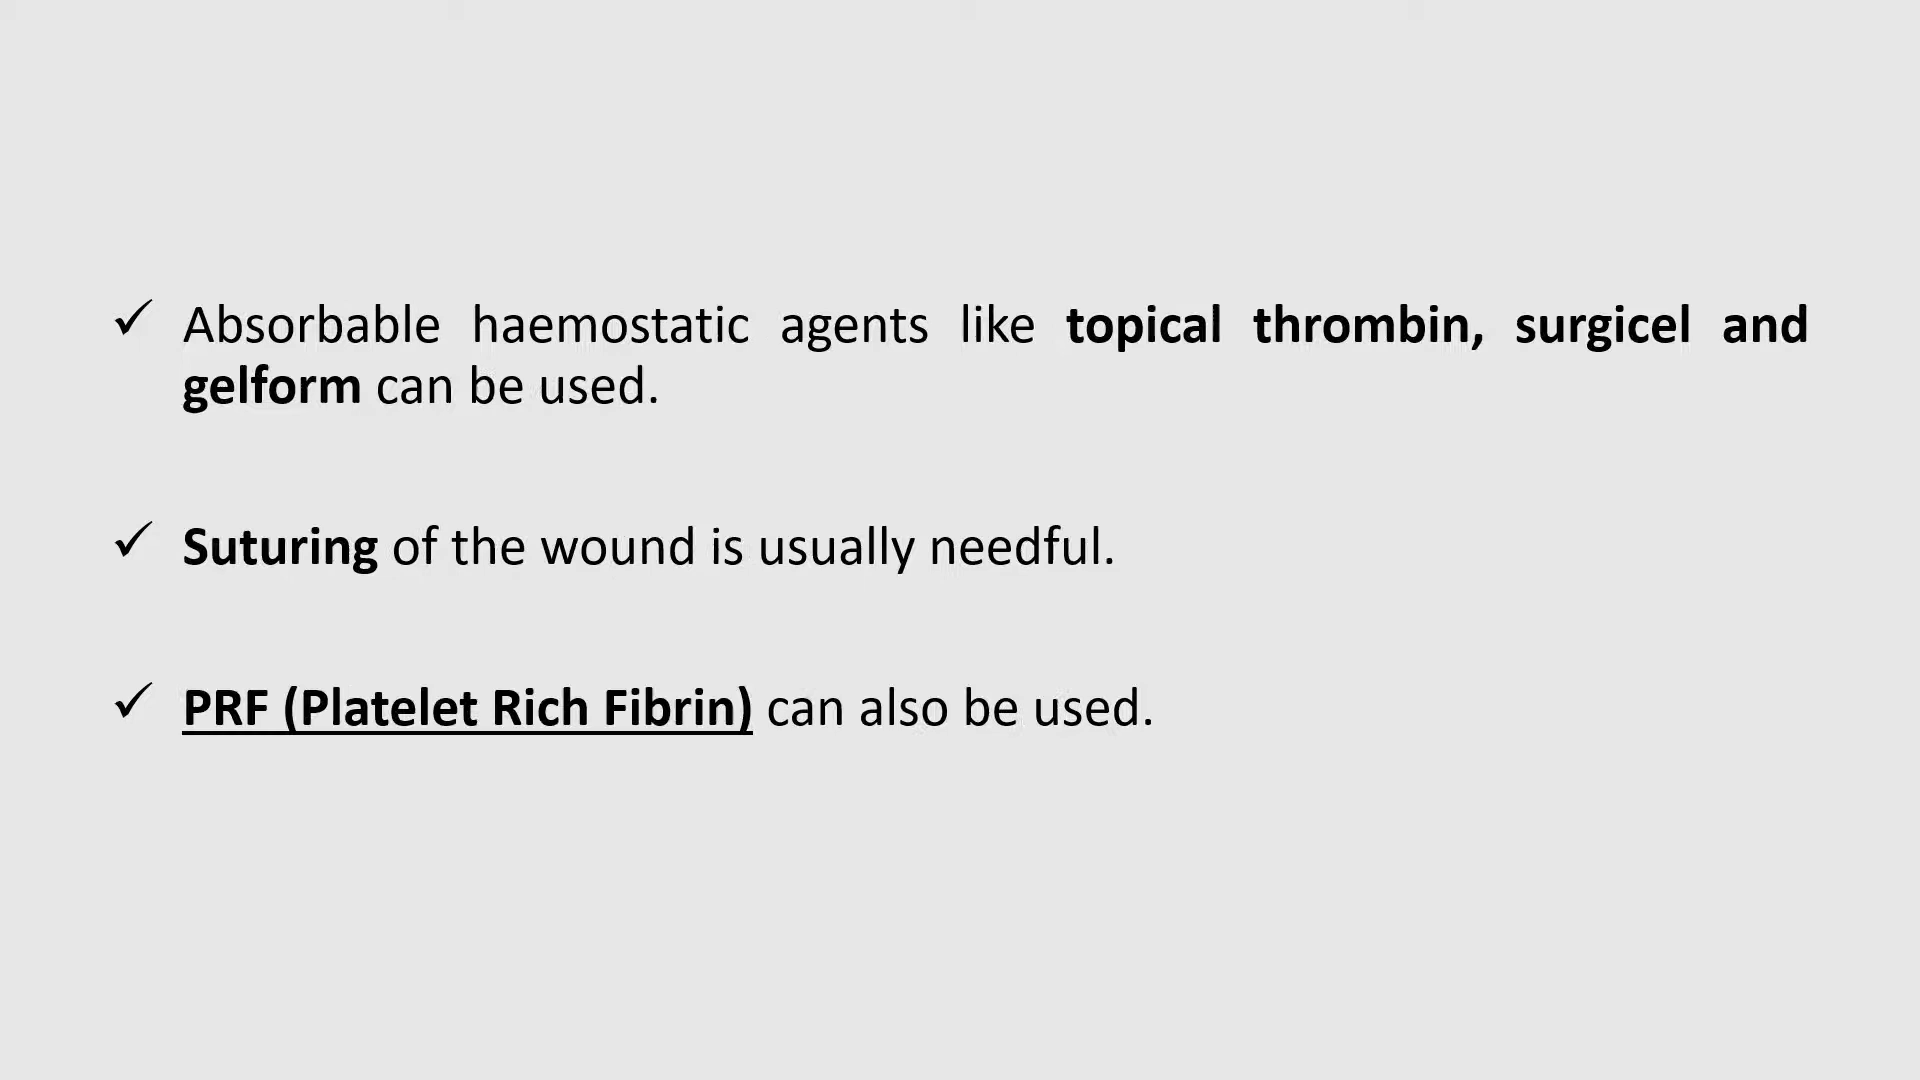 ✓ Absorbable haemostatic agents like topical thrombin, surgicel and
gelform can be used.
✓ Suturing of the wound is usually needful.
✓ PRF (Platelet Rich Fibrin) can also be used.